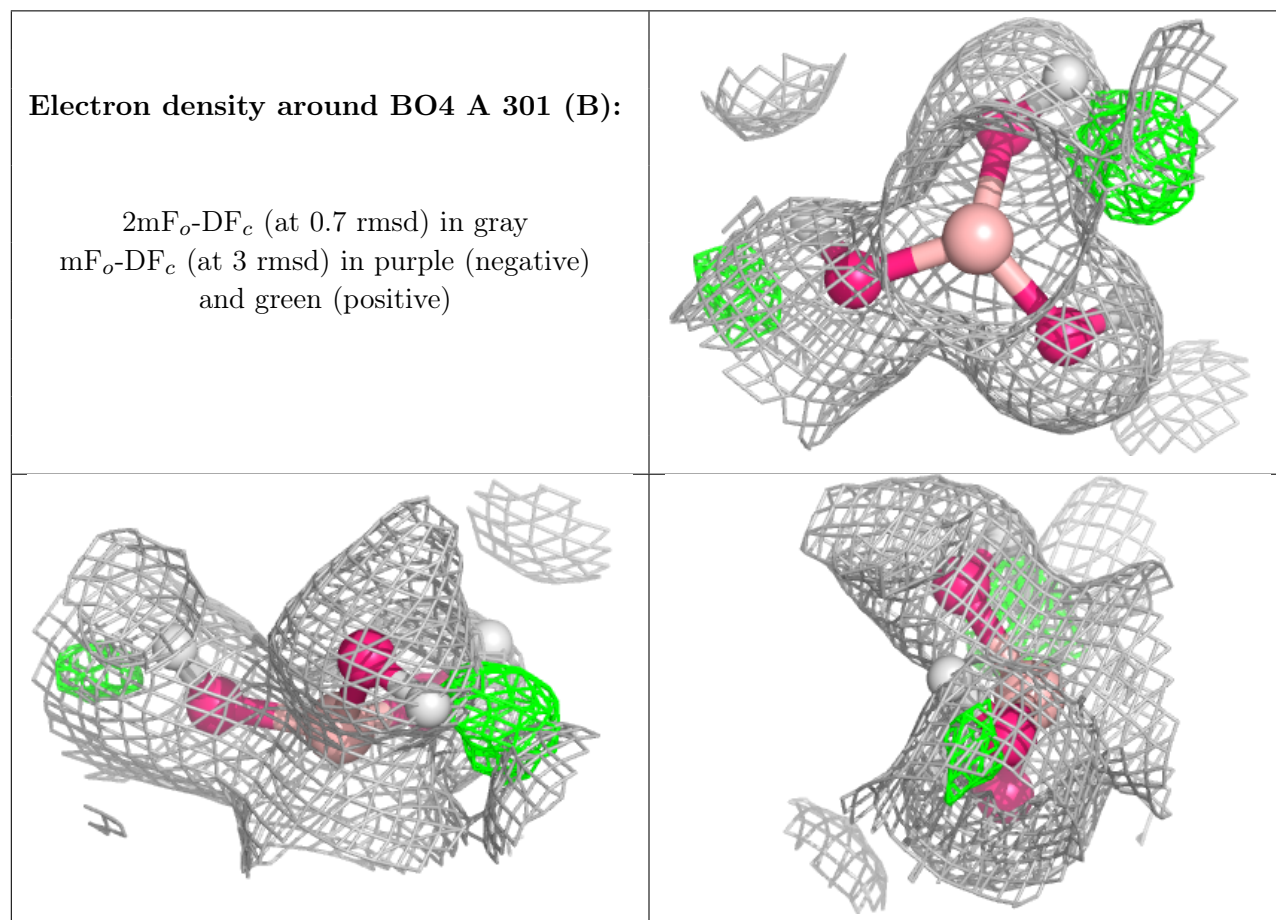 Electron density around BO4 A 301 (B):
2mFo-DFc (at 0.7 rmsd) in gray
mFo-DFc (at 3 rmsd) in purple (negative)
and green (positive)